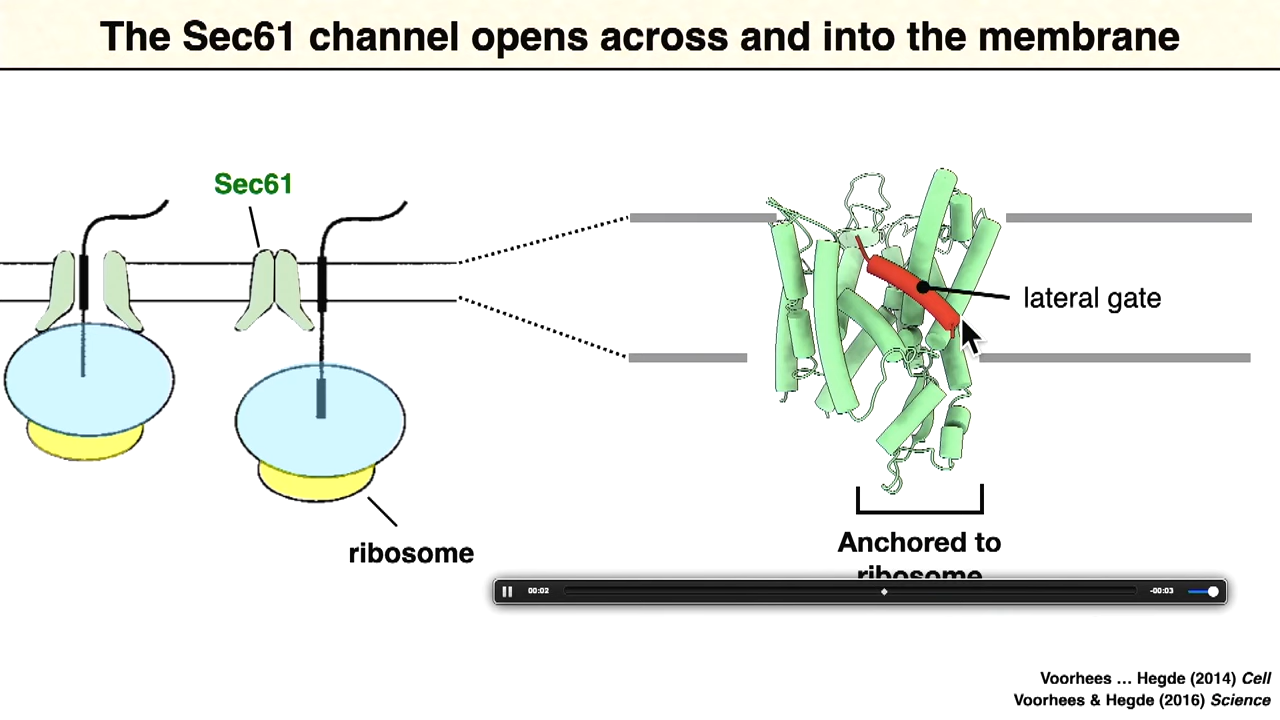 The Sec61 channel opens across and into the membrane
Sec61
lateral gate
ribosome
Anchored to
ribosome
00:02
-00:03
Voorhees … Hegde (2014) Cell
Voorhees & Hegde (2016) Science